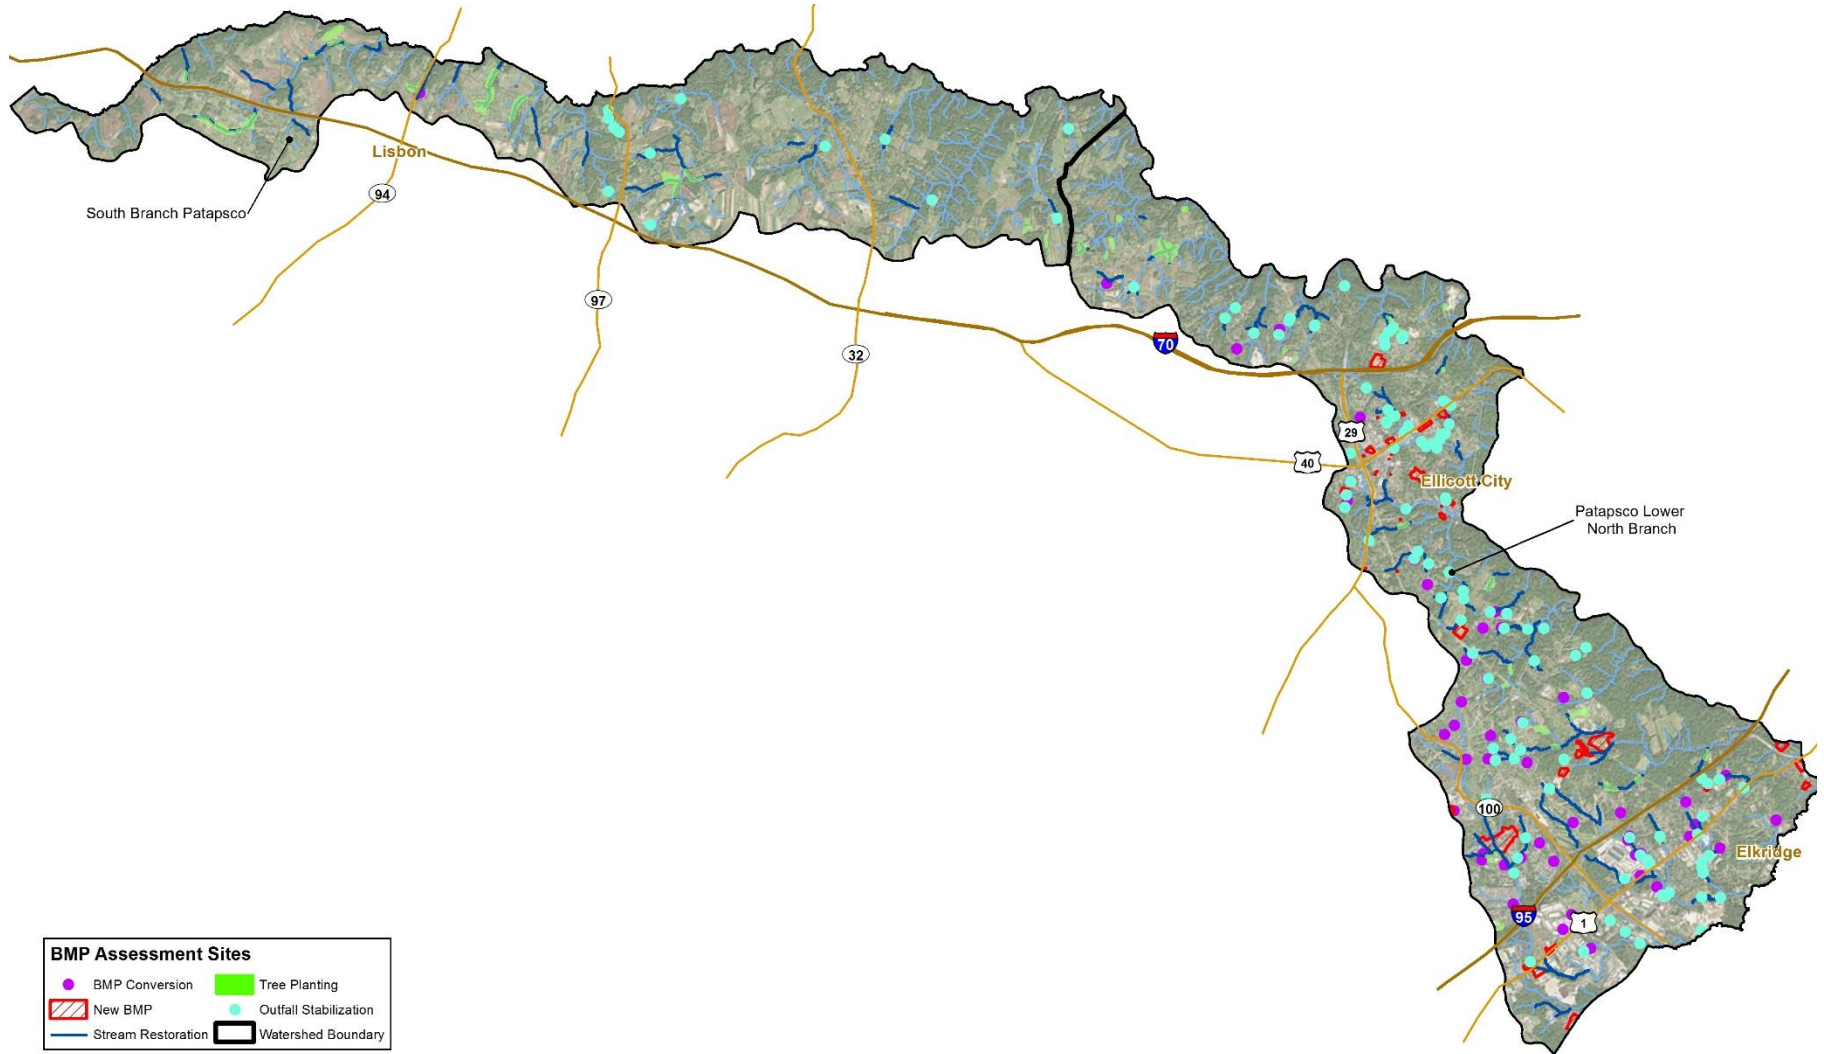 Lisbon
94
South Branch Patapsco
97
32
70
29
40
Ellicott City
Patapsco Lower
North Branch
100
Elkridge
95
1
BMP Assessment Sites
BMP Conversion
Tree Planting
New BMP
Outfall Stabilization
Stream Restoration
Watershed Boundary